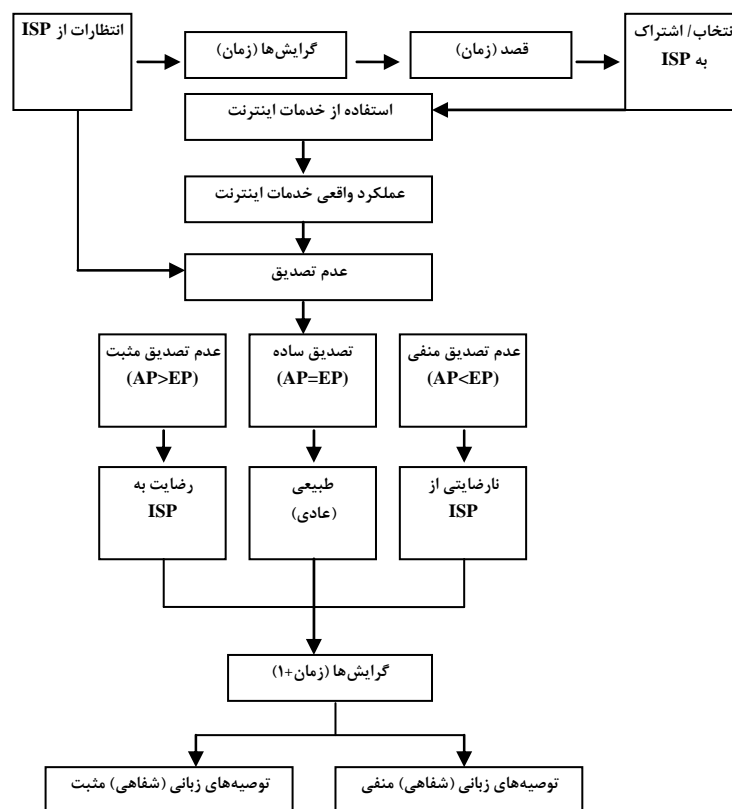 انتظارات از ISP
گرایش‌ها (زمان)
قصد (زمان)
نتخاب/ اشتراک
به ISP
استفاده از خدمات اینترنت
عملکرد واقعی خدمات اینترنت
عدم تصدیق
عدم تصدیق مثبت
(AP>EP)
تصدیق ساده
(AP=EP)
عدم تصدیق منفی
(AP<EP)
رضایت به
ISP
طبیعی
(عادی)
نارضایتی از
ISP
گرایش‌ها (زمان+۱)
توصیه‌های زبانی (شفاهی) مثبت
توصیه‌های زبانی (شفاهی) منفی